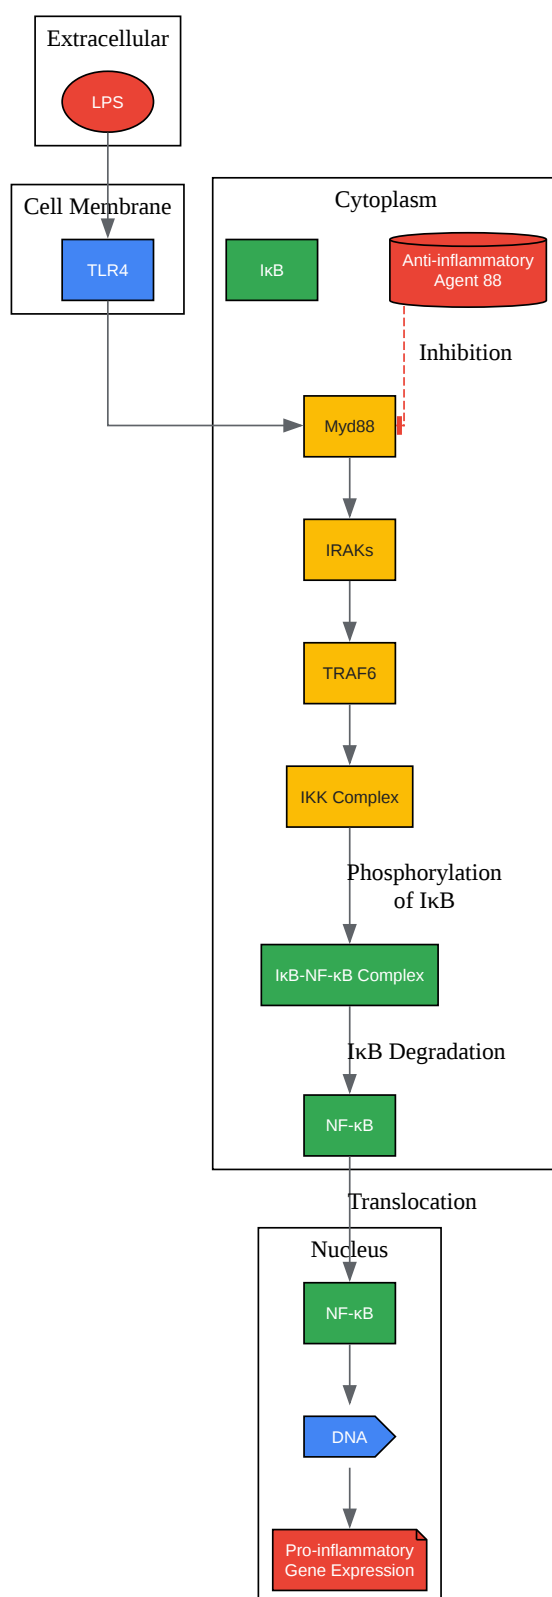 Extracellular
LPS
Cell Membrane
TLR4
Cytoplasm
IκB
Anti-inflammatory
Agent 88
Inhibition
Myd88
IRAKs
TRAF6
IKK Complex
Phosphorylation
of IκB
IκB-NF-κB Complex
IκB Degradation
NF-κB
Translocation
Nucleus
NF-κB
DNA
Pro-inflammatory
Gene Expression